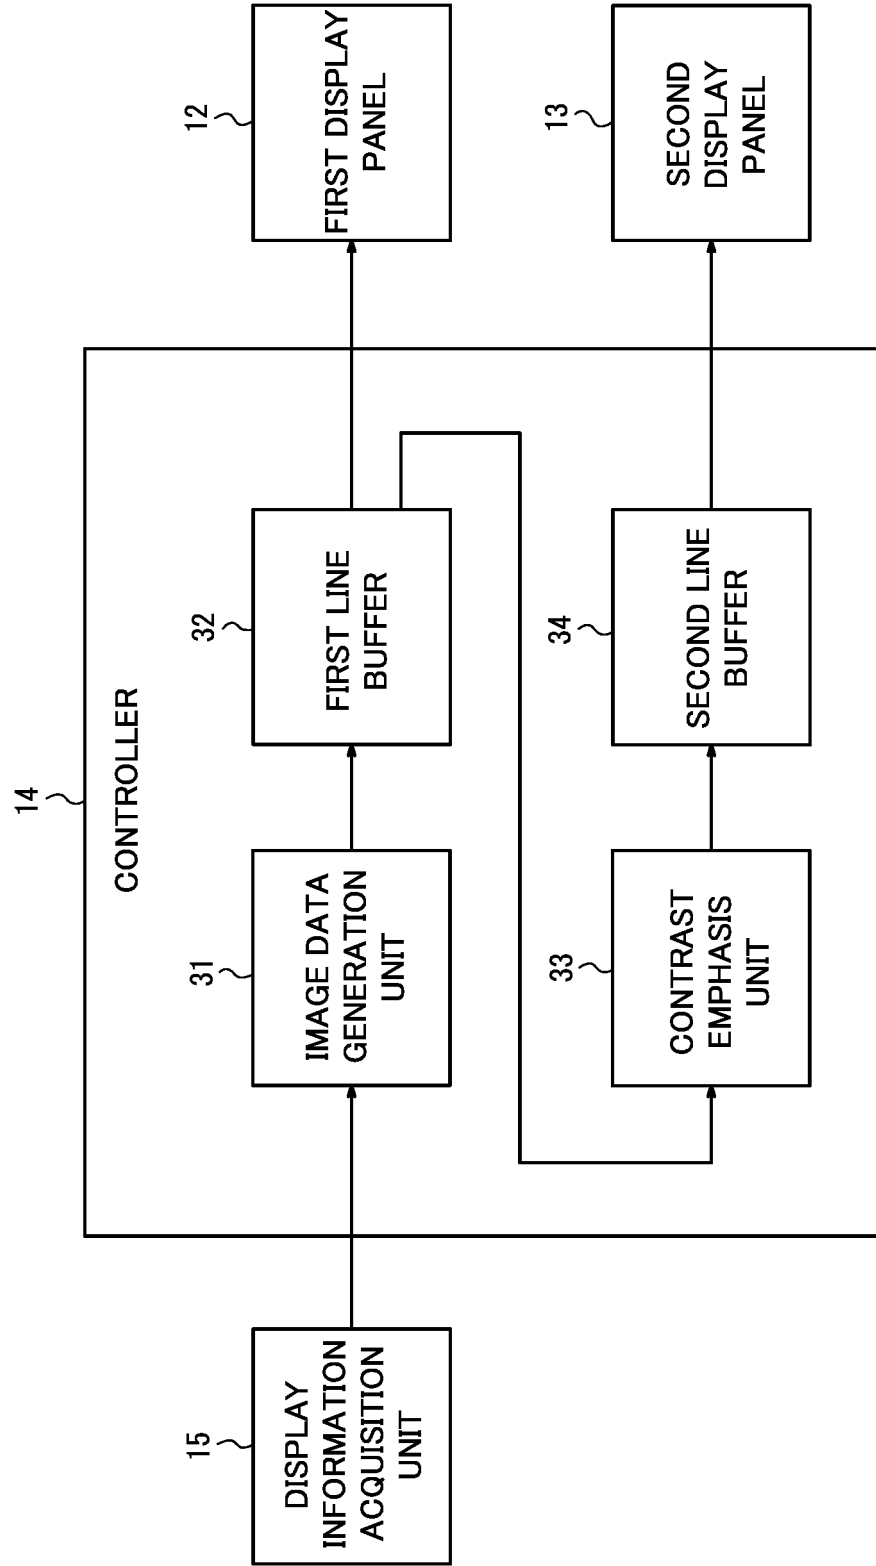 14
CONTROLLER
15
DISPLAY
INFORMATION
ACQUISITION
UNIT
31
IMAGE DATA
GENERATION
UNIT
32
FIRST LINE
BUFFER
12
FIRST DISPLAY
PANEL
33
CONTRAST
EMPHASIS
UNIT
34
SECOND LINE
BUFFER
13
SECOND
DISPLAY
PANEL